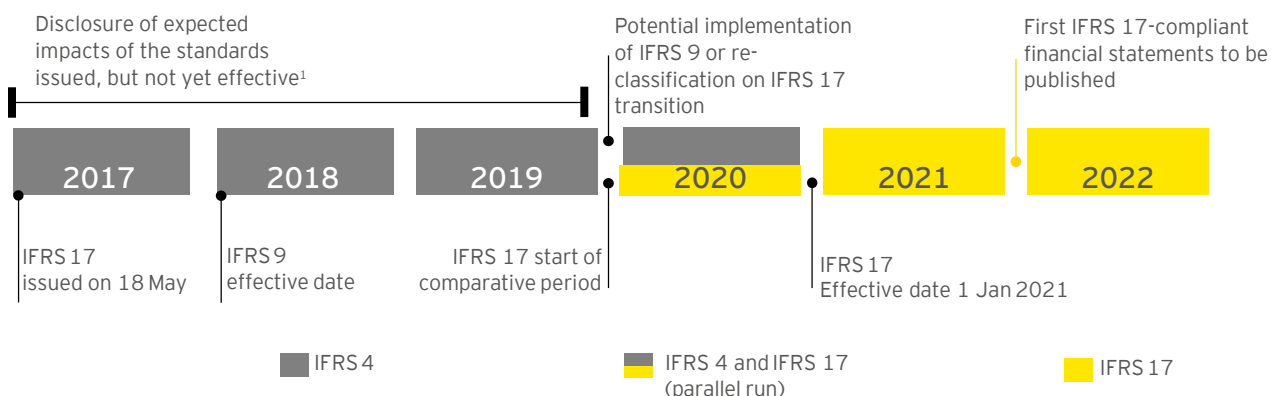 Disclosure of expected
impacts of the standards
issued, but not yet effective¹
Potential implementation
of IFRS 9 or re-
classification on IFRS 17
transition
First IFRS 17-compliant
financial statements to be
published
2017
2018
2019
2020
2021
2022
IFRS 17
issued on 18 May
IFRS 9
effective date
IFRS 17 start of
comparative period
IFRS 17
Effective date 1 Jan 2021
IFRS 4
IFRS 4 and IFRS 17
(parallel run)
IFRS 17